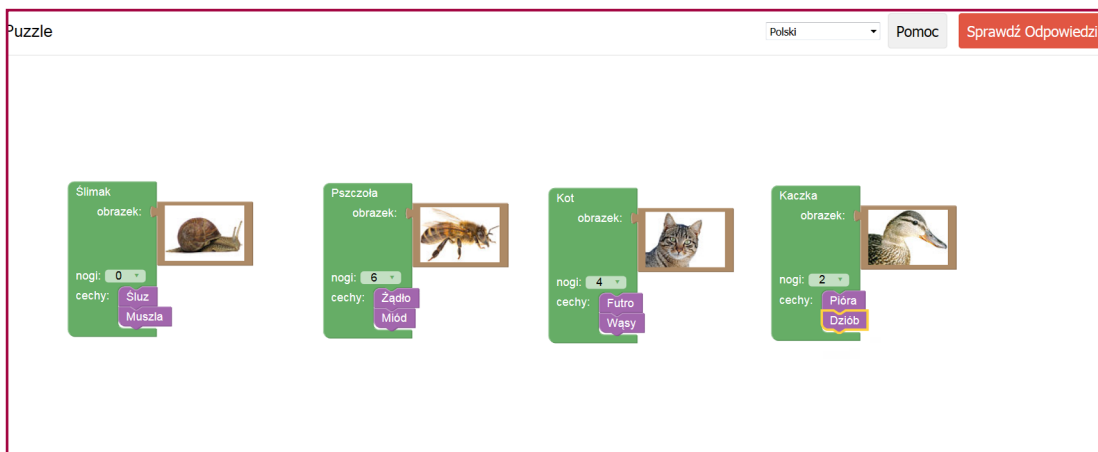 Puzzle
Polski
Pomoc
Sprawdź Odpowiedzi
Ślimak
obrazek:
nogi: 0
cechy: Śluz
Muszla
Pszczoła
obrazek:
nogi: 6
cechy: Żądło
Miód
Kot
obrazek:
nogi: 4
cechy: Futro
Wąsy
Kaczka
obrazek:
nogi: 2
cechy: Pióra
Dziób